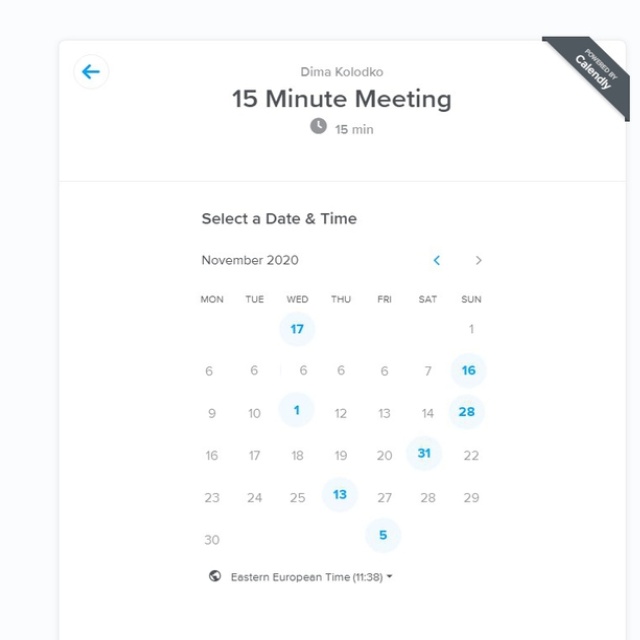 Dima Kolodko
POWERED BY
Calendly
15 Minute Meeting
15 min
Select a Date & Time
November 2020
MON TUE WED THU FRI SAT SUN
17 1
6 6 6 6 6 7 16
9 10 1 12 13 14 28
16 17 18 19 20 31 22
23 24 25 13 27 28 29
30 5
Eastern European Time (11:38)